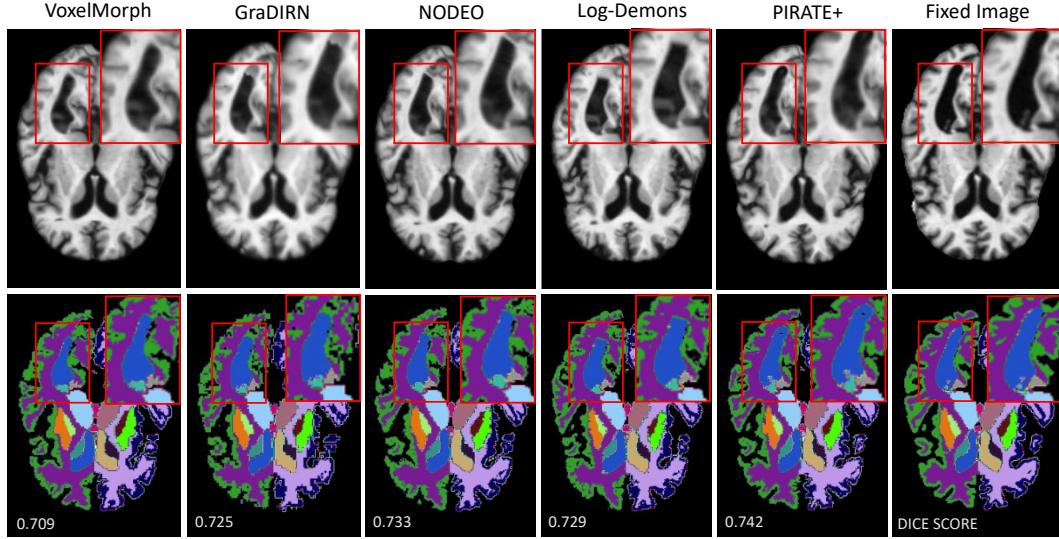 VoxelMorph GraDIRN NODEO Log-Demons PIRATE+ Fixed Image
0.709 0.725 0.733 0.729 0.742 DICE SCORE